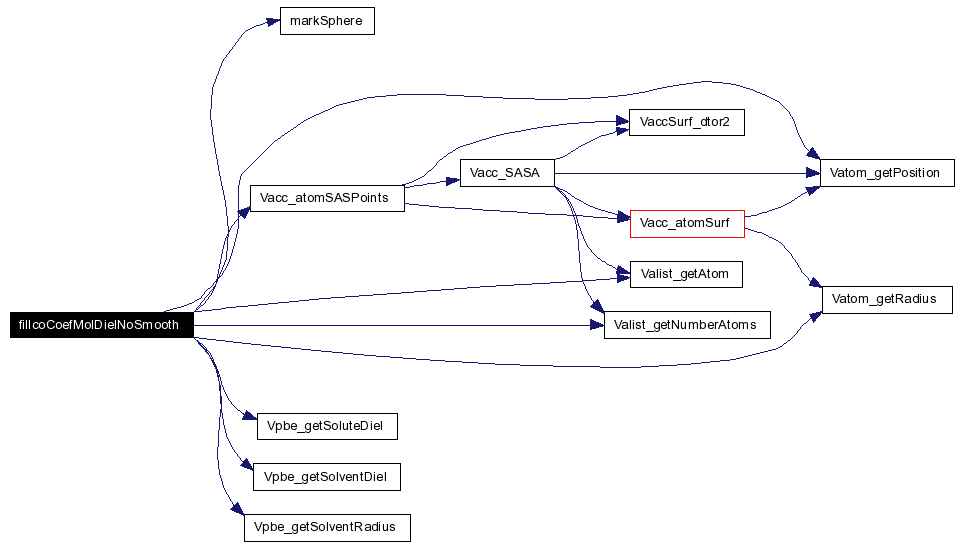 markSphere
VaccSurf_dtor2
Vacc_SASA
Vatom_getPosition
Vacc_atomSASPoints
Vacc_atomSurf
Valist_getAtom
Vatom_getRadius
fillcoCoefMolDielNoSmooth
Valist_getNumberAtoms
Vpbe_getSoluteDiel
Vpbe_getSolventDiel
Vpbe_getSolventRadius